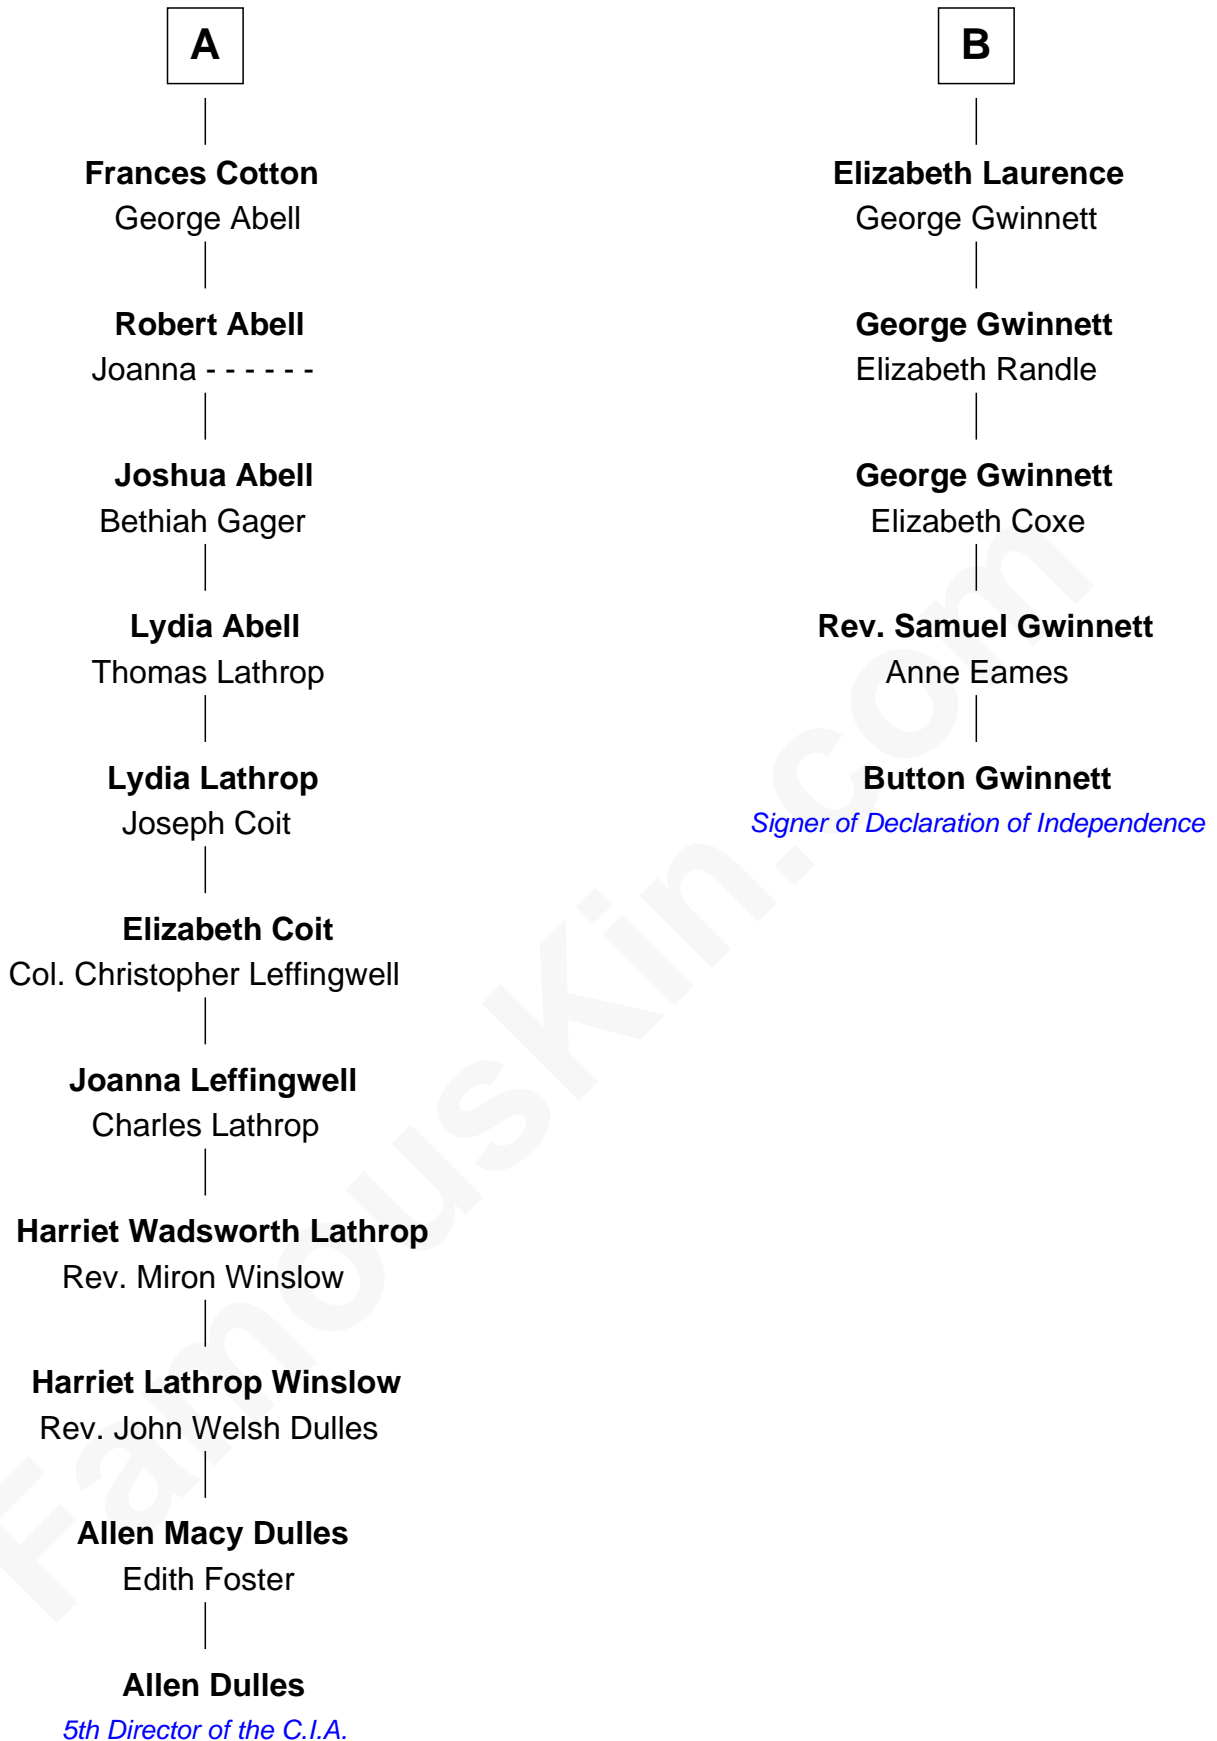 A
Frances Cotton
George Abell
Robert Abell
Joanna - - - - - -
Joshua Abell
Bethiah Gager
Lydia Abell
Thomas Lathrop
Lydia Lathrop
Joseph Coit
Elizabeth Coit
Col. Christopher Leffingwell
Joanna Leffingwell
Charles Lathrop
Harriet Wadsworth Lathrop
Rev. Miron Winslow
Harriet Lathrop Winslow
Rev. John Welsh Dulles
Allen Macy Dulles
Edith Foster
Allen Dulles
5th Director of the C.I.A.
B
Elizabeth Laurence
George Gwinnett
George Gwinnett
Elizabeth Randle
George Gwinnett
Elizabeth Coxe
Rev. Samuel Gwinnett
Anne Eames
Button Gwinnett
Signer of Declaration of Independence
FamousKin.com